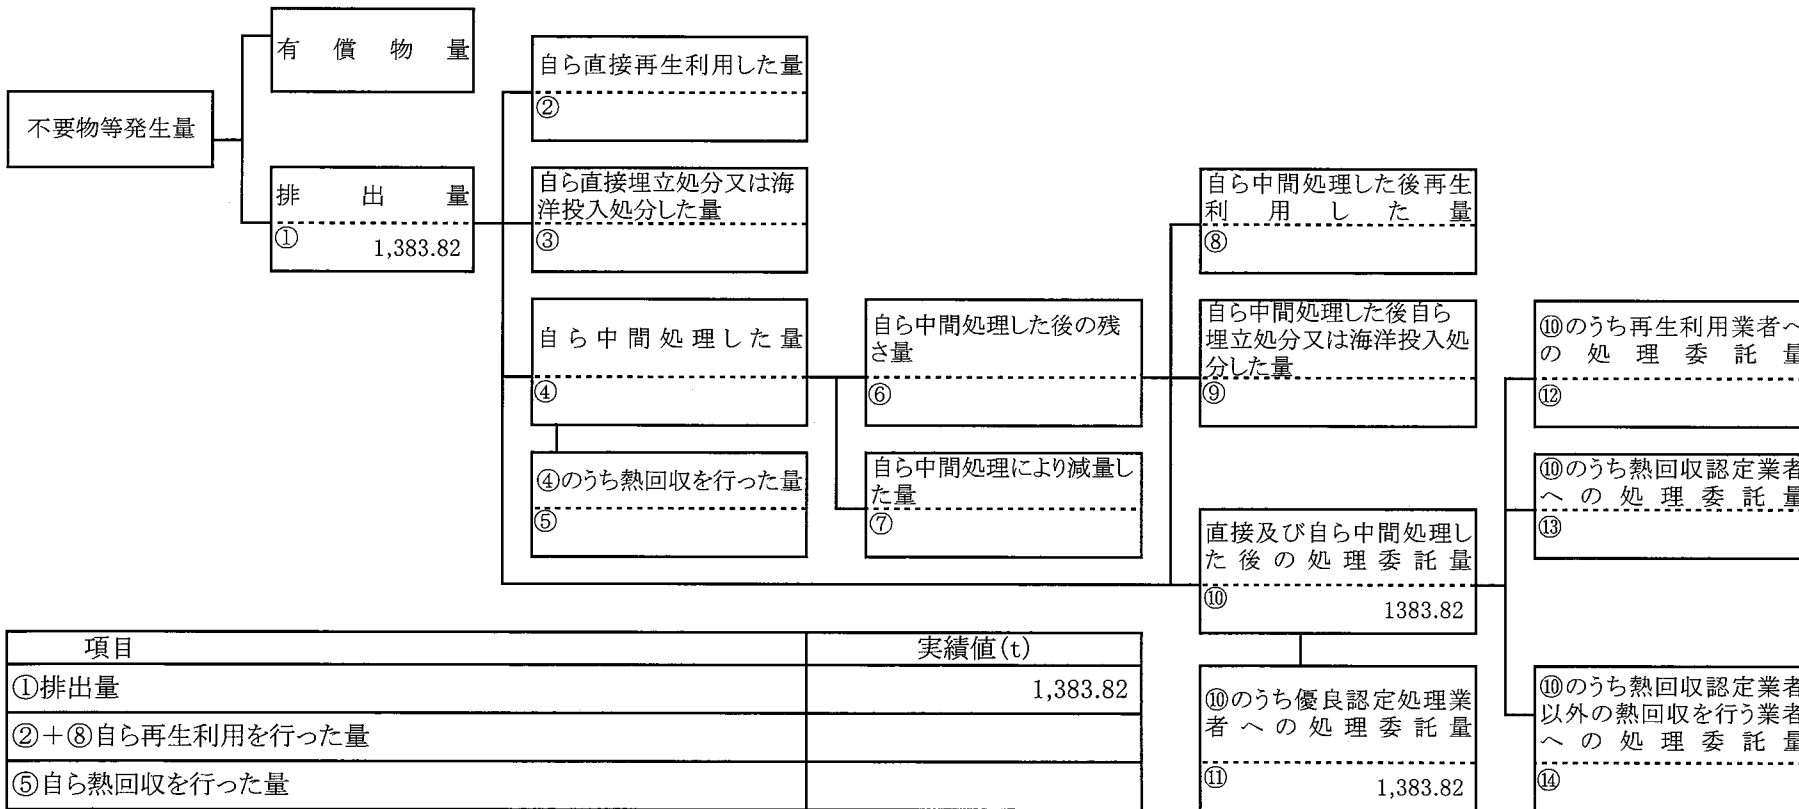 有償物量
不要物等発生量
排出量
① 1,383.82
自ら直接再生利用した量
②
自ら直接埋立処分又は海
洋投入処分した量
③
自ら中間処理した量
④
④のうち熱回収を行った量
⑤
自ら中間処理した後の残
さ量
⑥
自ら中間処理により減量し
た量
⑦
自ら中間処理した後再生
利用した量
⑧
自ら中間処理した後自ら
埋立処分又は海洋投入処
分した量
⑨
直接及び自ら中間処理し
た後の処理委託量
⑩ 1383.82
⑩のうち優良認定処理業
者への処理委託量
⑪ 1,383.82
⑩のうち再生利用業者へ
の処理委託量
⑫
⑩のうち熱回収認定業者
への処理委託量
⑬
⑩のうち熱回収認定業者
以外の熱回収を行う業者
への処理委託量
⑭
項目 実績値(t)
①排出量 1,383.82
②+⑧自ら再生利用を行った量
⑤自ら熱回収を行った量